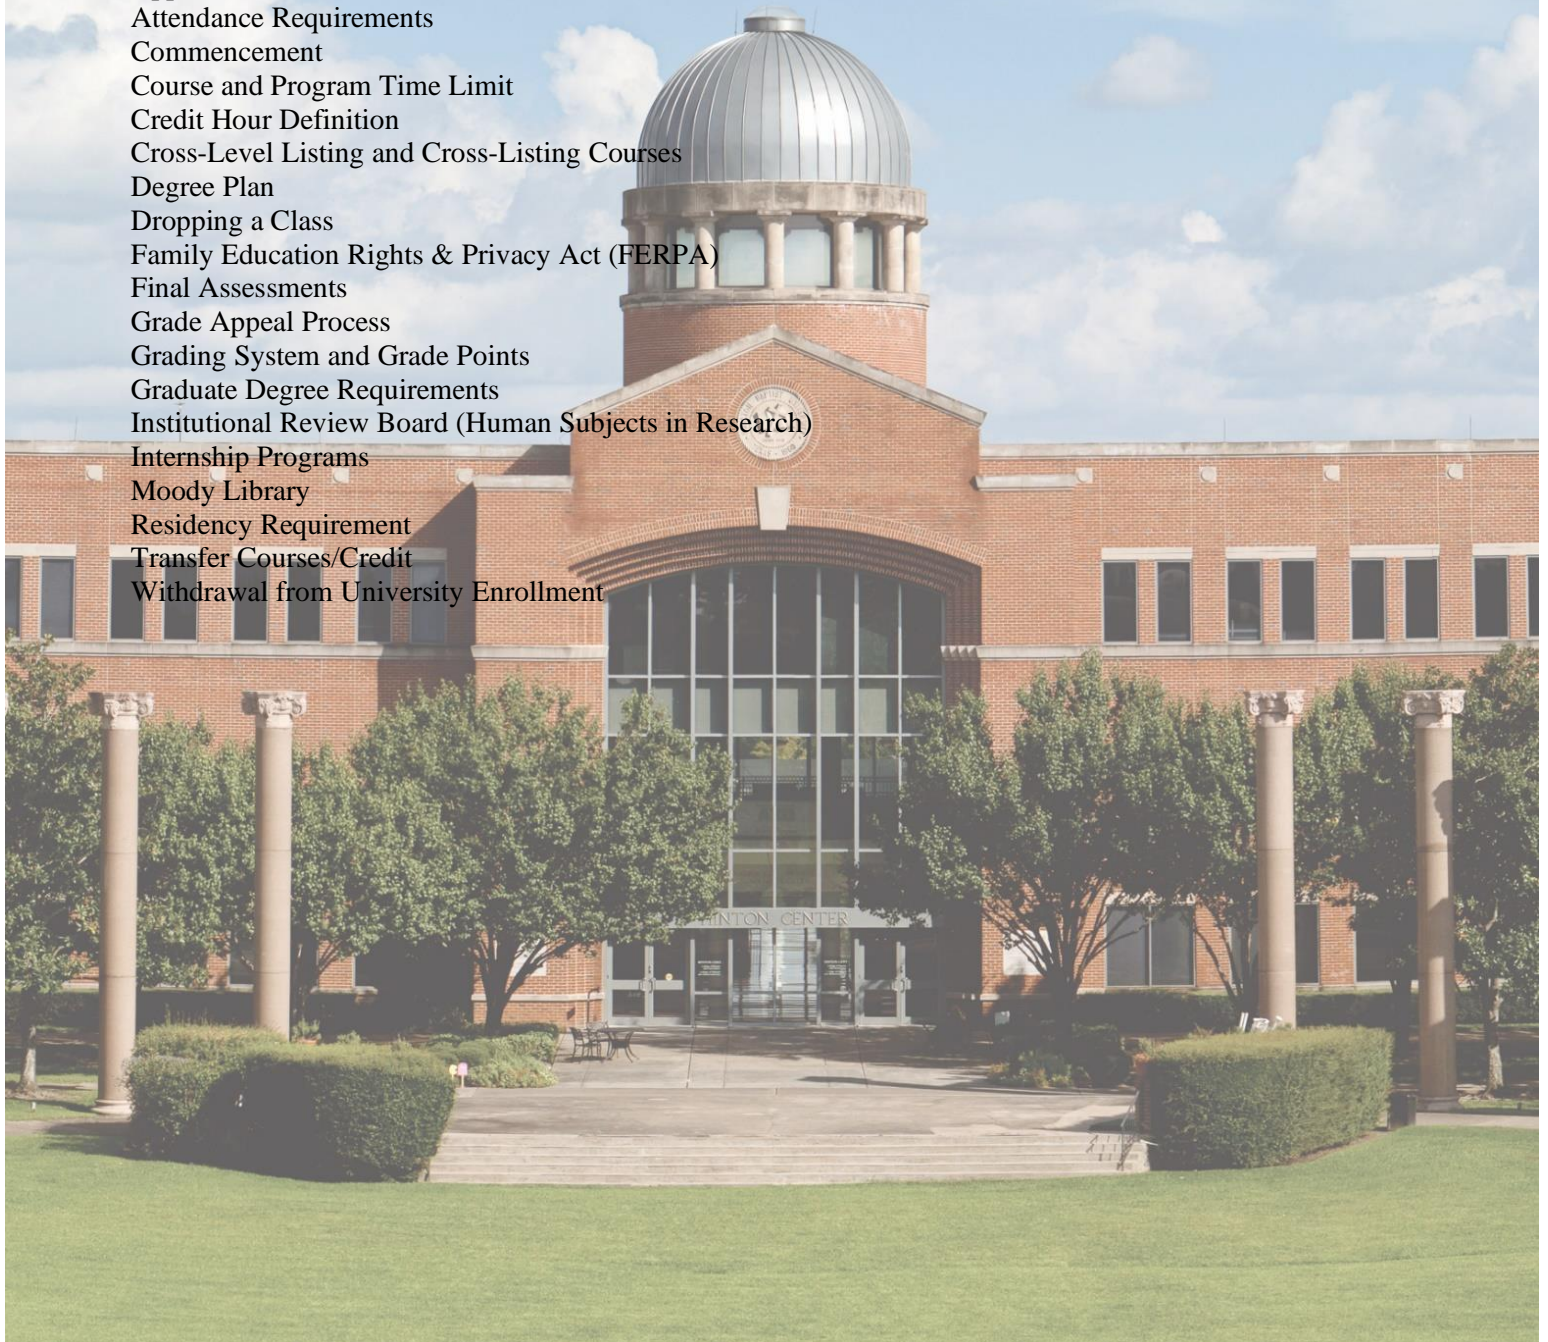 Attendance Requirements
Commencement
Course and Program Time Limit
Credit Hour Definition
Cross-Level Listing and Cross-Listing Courses
Degree Plan
Dropping a Class
Family Education Rights & Privacy Act (FERPA)
Final Assessments
Grade Appeal Process
Grading System and Grade Points
Graduate Degree Requirements
Institutional Review Board (Human Subjects in Research)
Internship Programs
Moody Library
Residency Requirement
Transfer Courses/Credit
Withdrawal from University Enrollment
HINTON CENTER